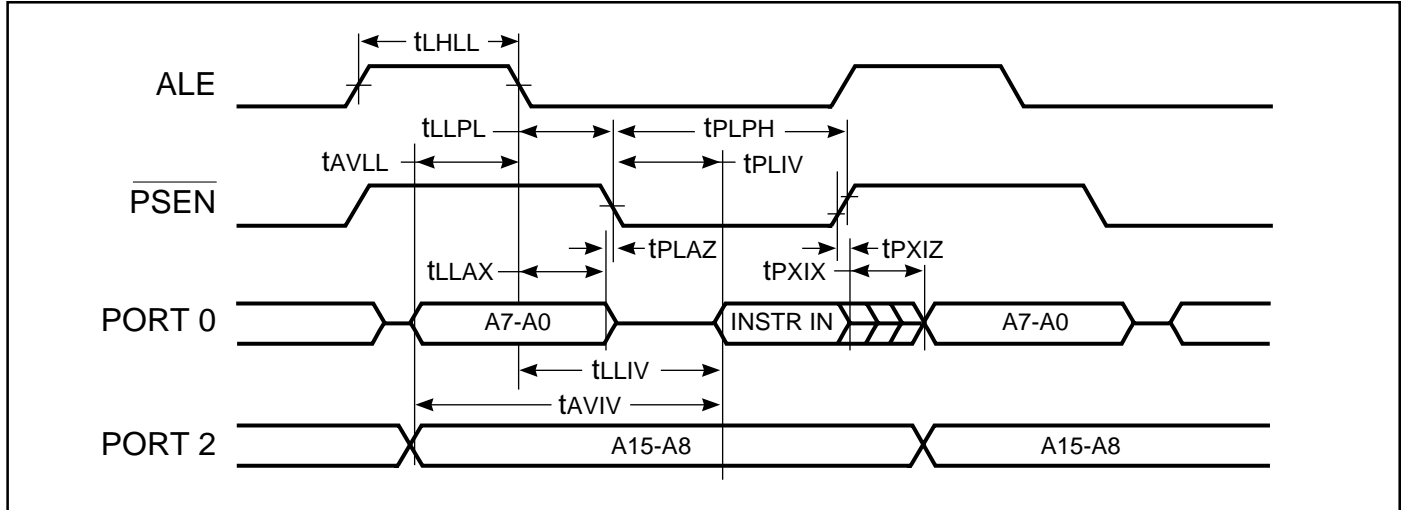 tLHLL
ALE
tLLPL tPLPH
tAVLL tPLIV
PSEN
tPLAZ tPXIZ
tLLAX tPXIX
PORT 0 A7-A0 INSTR IN A7-A0
tLLIV
tAVIV
PORT 2 A15-A8 A15-A8